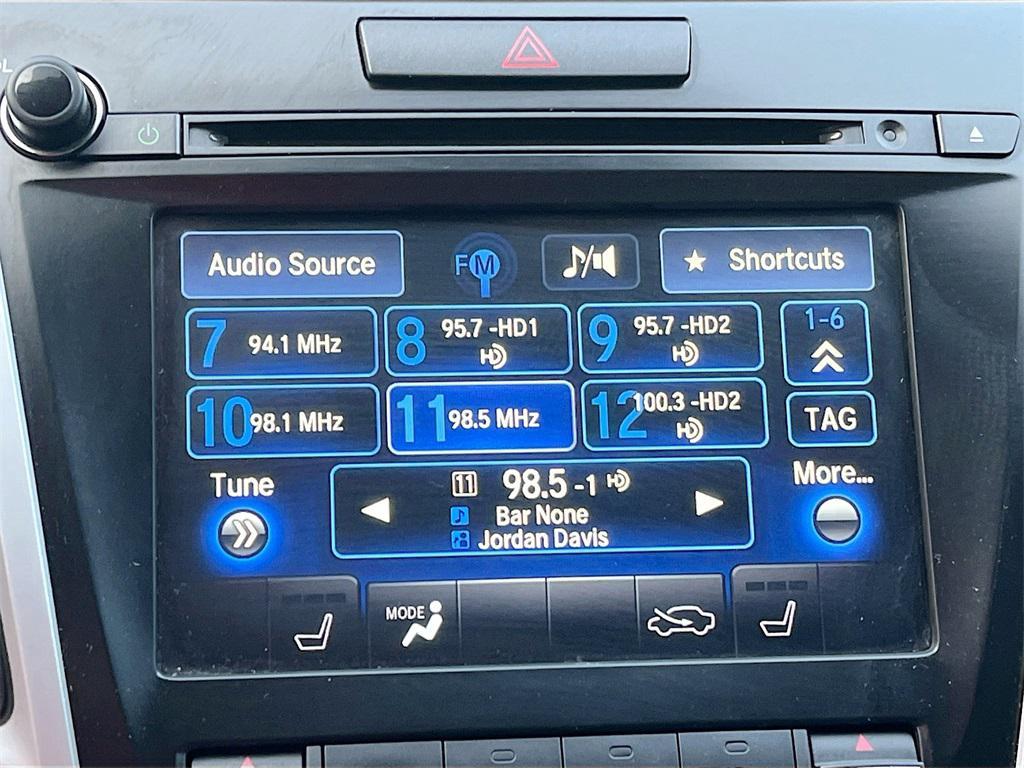 OL
Audio Source
FM
★ Shortcuts
7 94.1 MHz
8 95.7 -HD1
9 95.7 -HD2
1-6
10 98.1 MHz
11 98.5 MHz
12 100.3 -HD2
TAG
Tune
More...
11 98.5 -1
Bar None
Jordan Davis
MODE